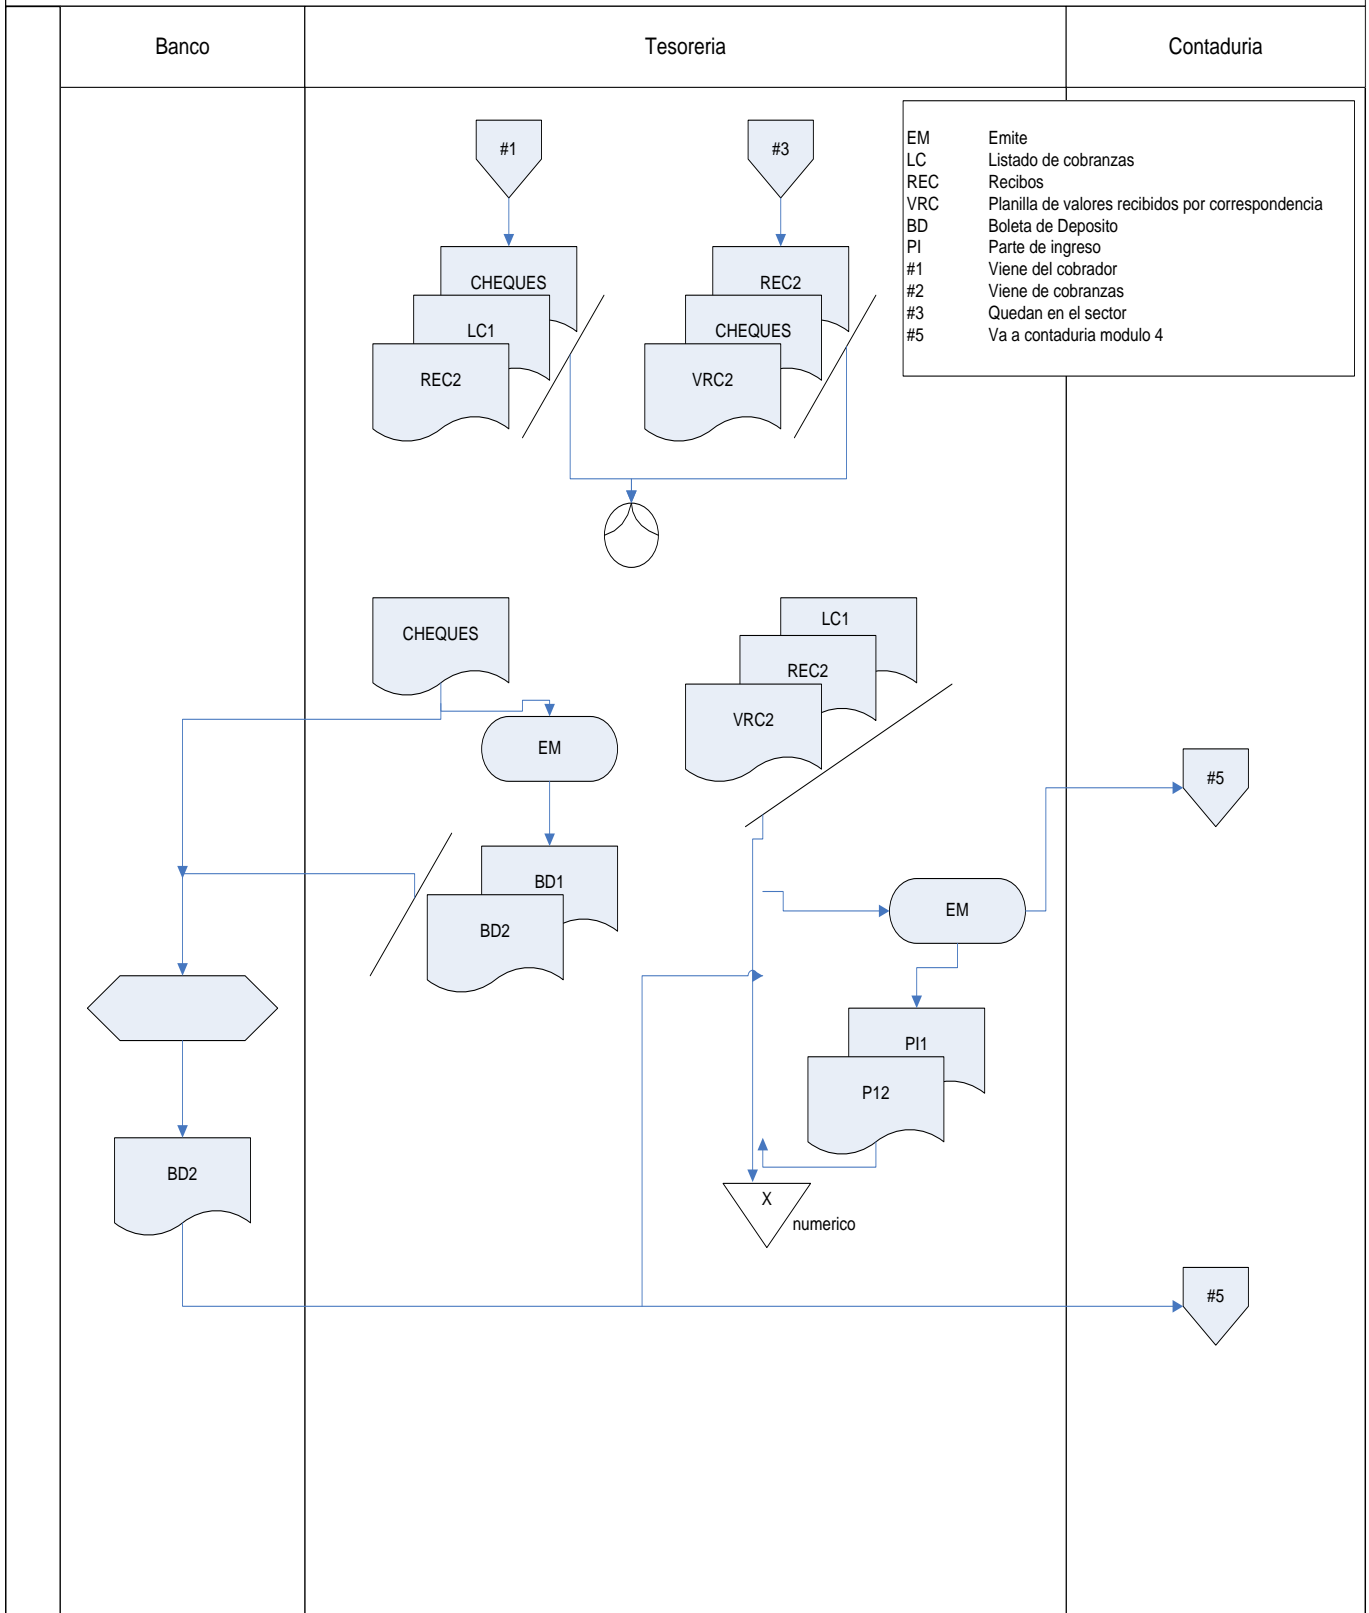 Banco
Tesoreria
Contaduria
EM Emite
LC Listado de cobranzas
REC Recibos
VRC Planilla de valores recibidos por correspondencia
BD Boleta de Deposito
PI Parte de ingreso
#1 Viene del cobrador
#2 Viene de cobranzas
#3 Quedan en el sector
#5 Va a contaduria modulo 4
#1
#3
CHEQUES
LC1
REC2
REC2
CHEQUES
VRC2
CHEQUES
LC1
REC2
VRC2
EM
#5
BD1
BD2
EM
PI1
P12
BD2
X
numerico
#5